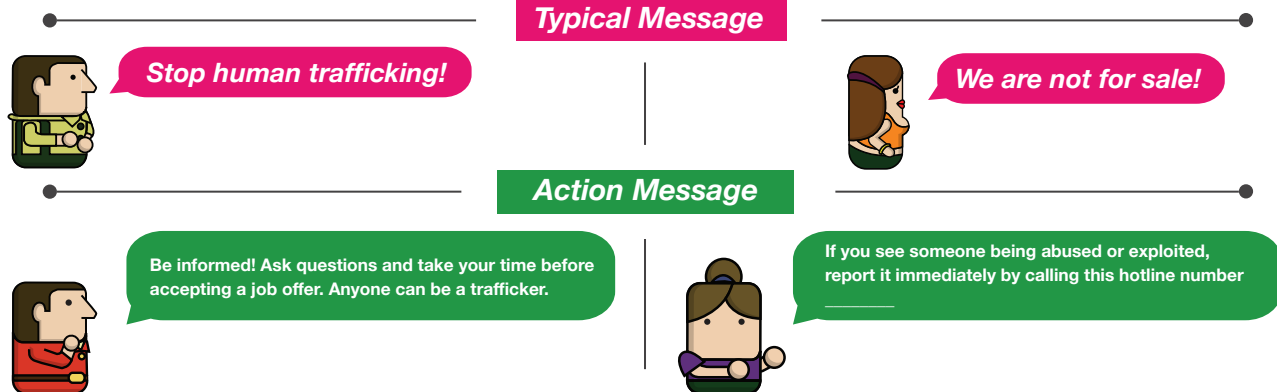 Typical Message
Stop human trafficking!
We are not for sale!
Action Message
Be informed! Ask questions and take your time before
accepting a job offer. Anyone can be a trafficker.
If you see someone being abused or exploited,
report it immediately by calling this hotline number
________